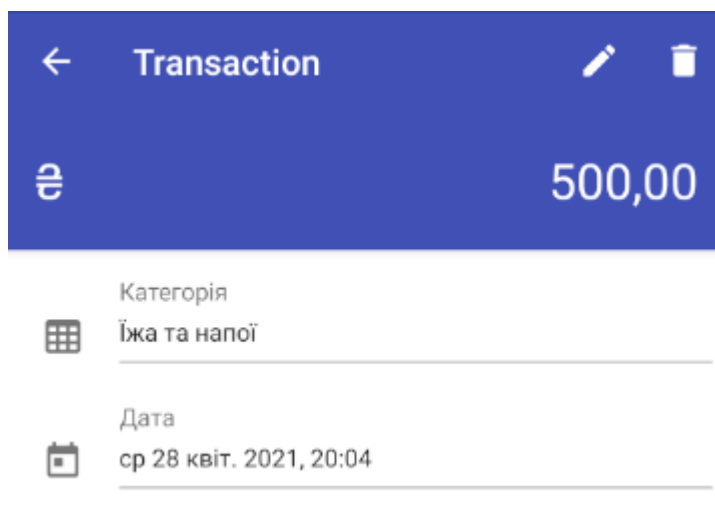 Transaction
₴ 500,00
Категорія
Їжа та напої
Дата
ср 28 квіт. 2021, 20:04